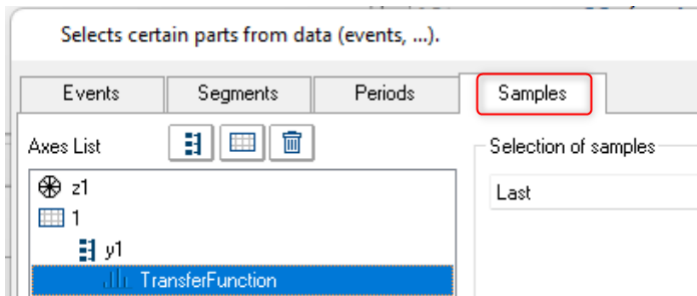 Selects certain parts from data (events, ...).
Events Segments Periods Samples
Axes List
Selection of samples
z1
Last
1
y1
TransferFunction